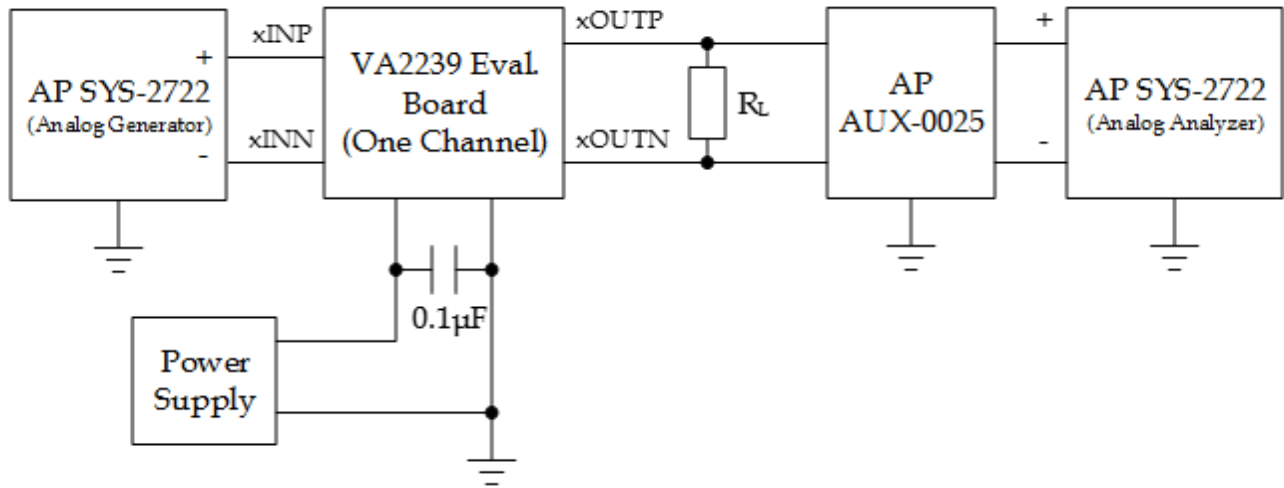 AP SYS-2722
(Analog Generator)
+
-
xINP
xINN
VA2239 Eval.
Board
(One Channel)
xOUTP
xOUTN
R_L
AP
AUX-0025
+
-
AP SYS-2722
(Analog Analyzer)
0.1µF
Power
Supply